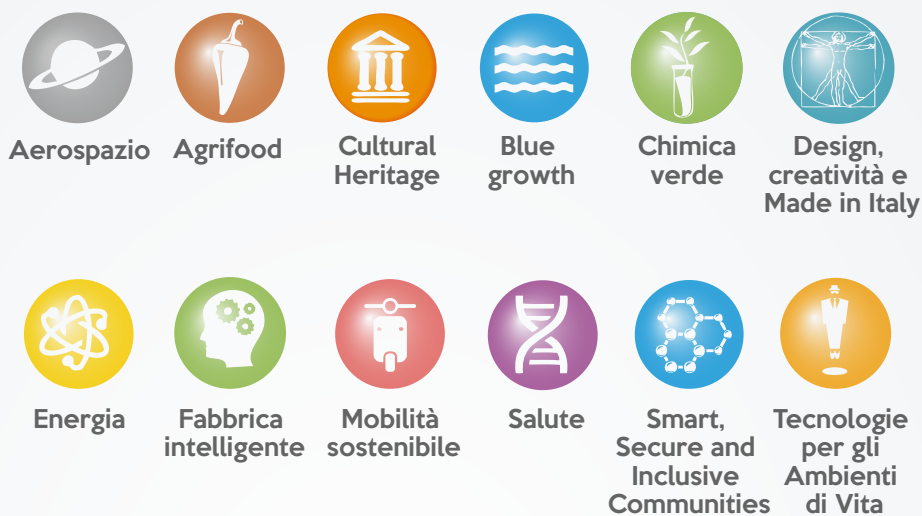 Aerospazio
Agrifood
Cultural
Heritage
Blue
growth
Chimica
verde
Design,
creatività e
Made in Italy
Energia
Fabbrica
intelligente
Mobilità
sostenibile
Salute
Smart,
Secure and
Inclusive
Communities
Tecnologie
per gli
Ambienti
di Vita